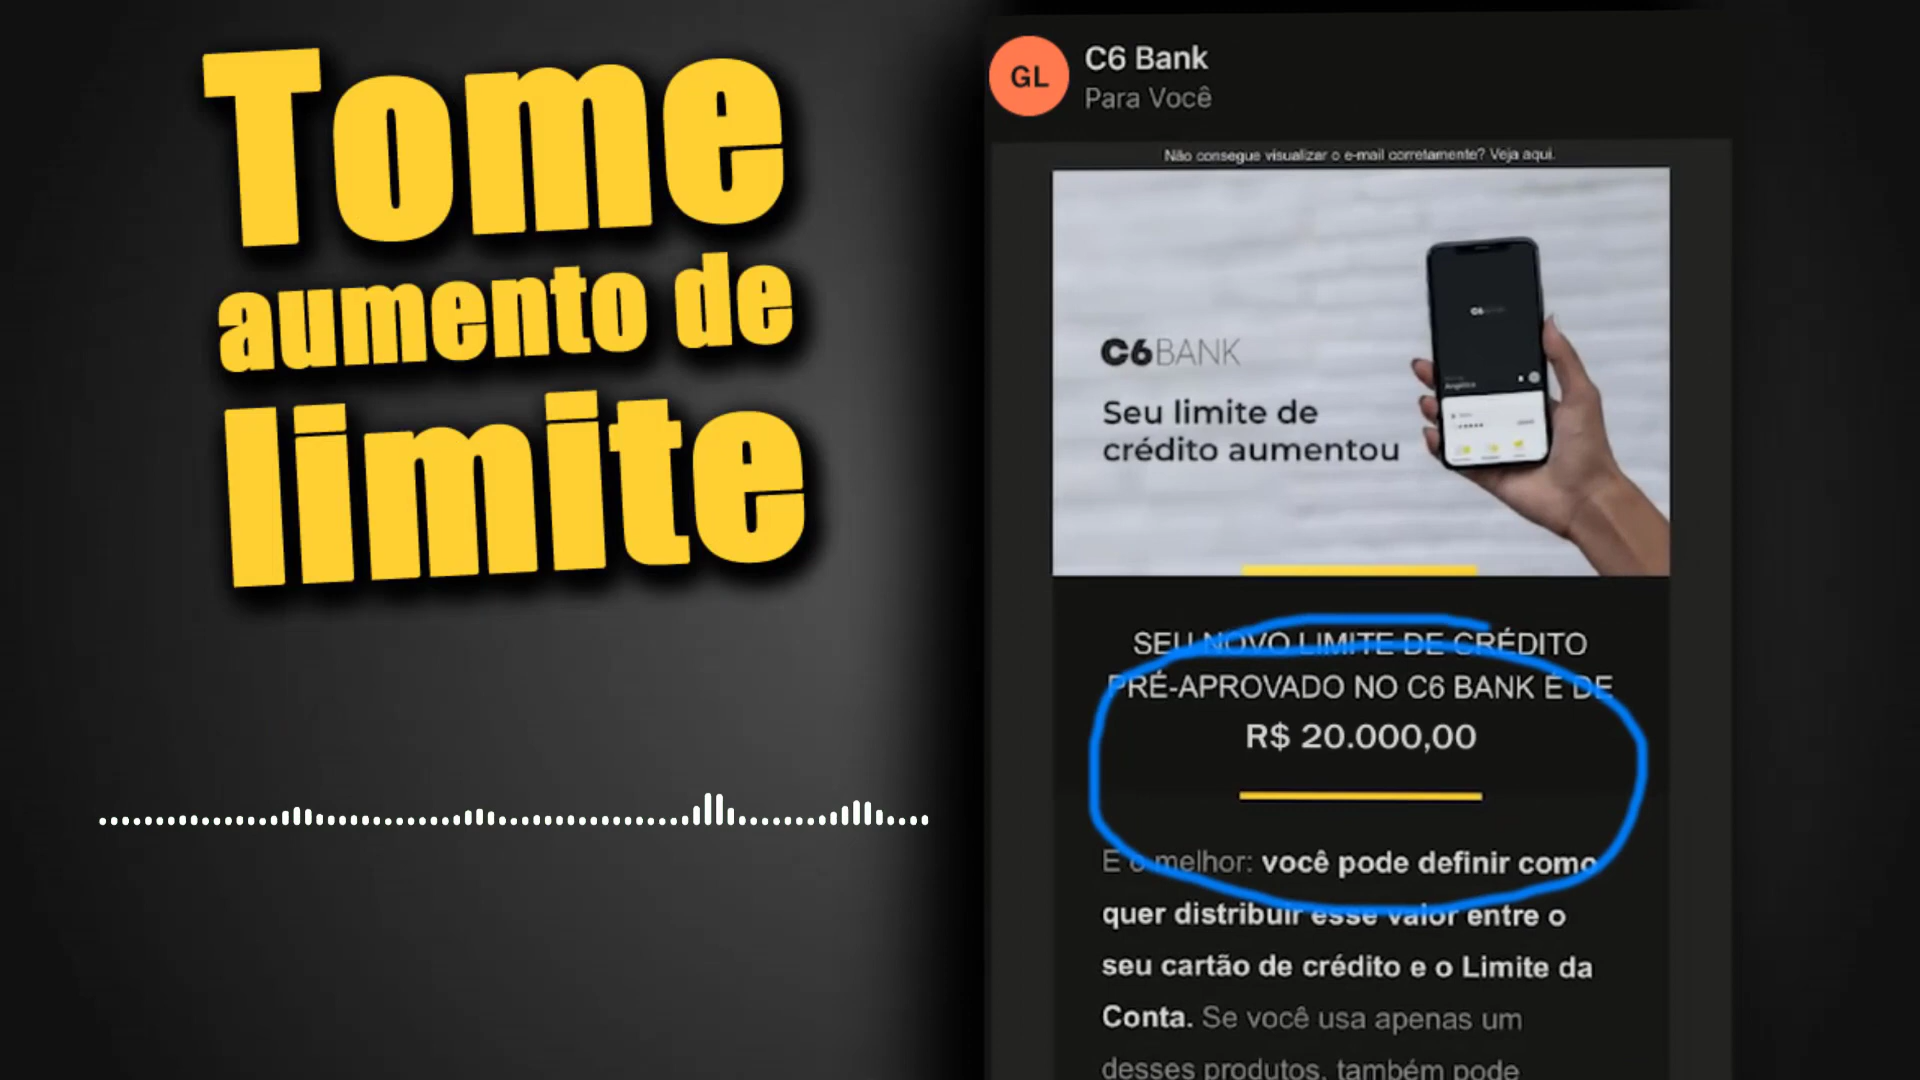 Tome
aumento de
limite
GL
C6 Bank
Para Você
Não consegue visualizar o e-mail corretamente? Veja aqui.
C6BANK
Seu limite de
crédito aumentou
SEU NOVO LIMITE DE CRÉDITO
PRÉ-APROVADO NO C6 BANK É DE
R$ 20.000,00
E o melhor: você pode definir como
quer distribuir esse valor entre o
seu cartão de crédito e o Limite da
Conta. Se você usa apenas um
desses produtos, também pode